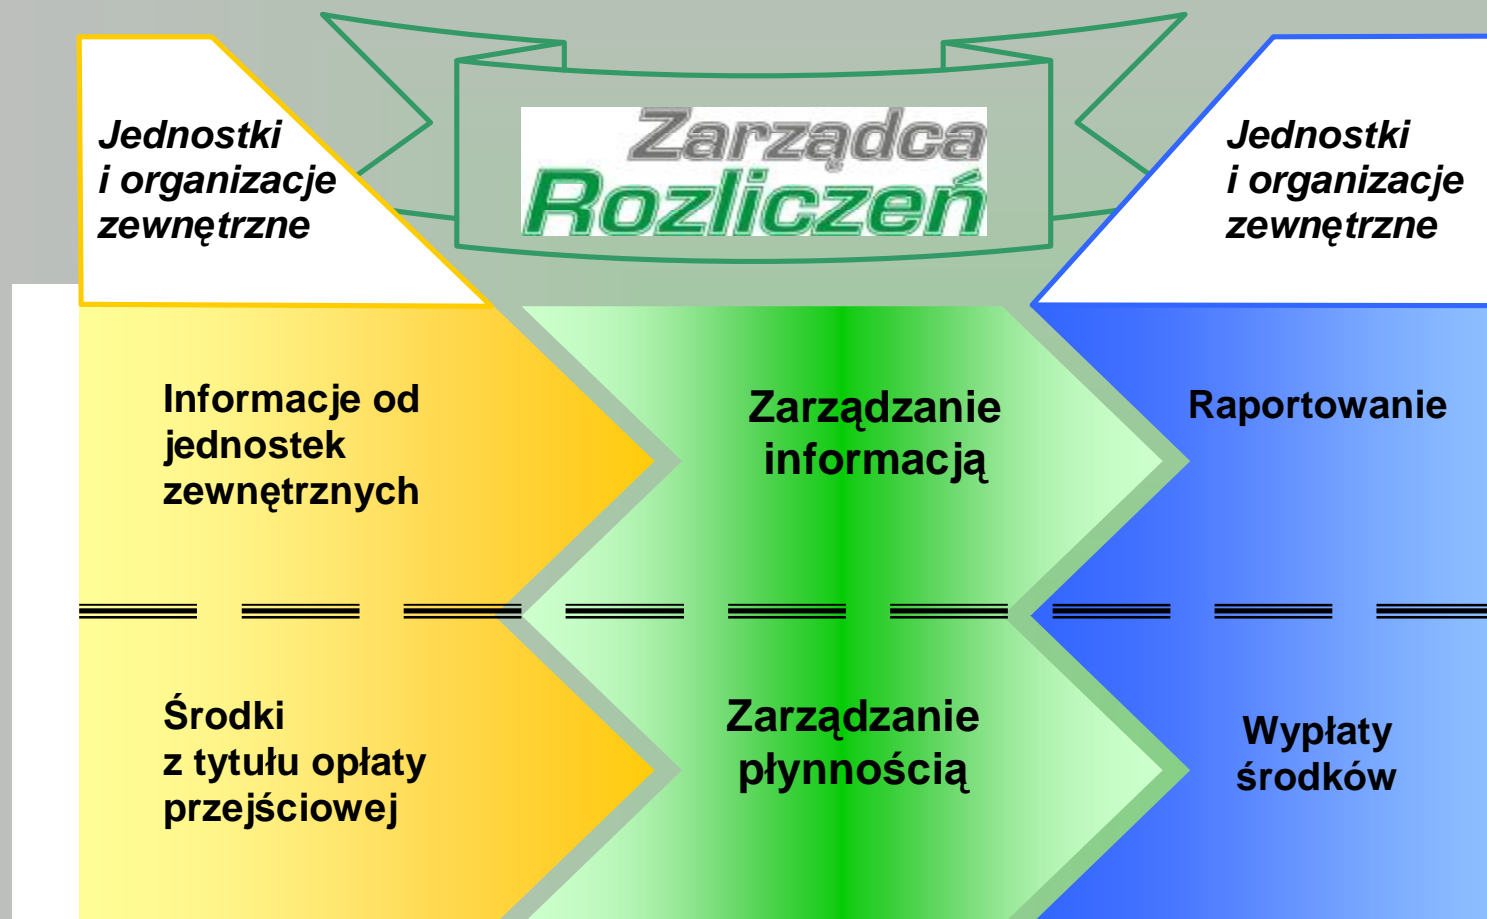 Jednostki
i organizacje
zewnętrzne
Zarządca
Rozliczeń
Jednostki
i organizacje
zewnętrzne
Informacje od
jednostek
zewnętrznych
Zarządzanie
informacją
Raportowanie
Środki
z tytułu opłaty
przejściowej
Zarządzanie
płynnością
Wypłaty
środków